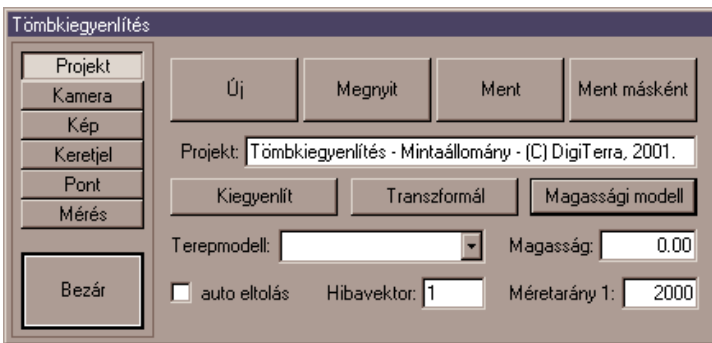 Tömbkiegyenlítés
Projekt
Kamera
Kép
Keretjel
Pont
Mérés
Bezár
Új Megnyit Ment Ment másként
Projekt: Tömbkiegyenlítés - Mintaállomány - (C) DigiTerra, 2001.
Kiegyenlít Transzformál Magassági modell
Terepmodell: Magasság: 0.00
auto eltolás Hibavektor: 1 Méretarány 1: 2000